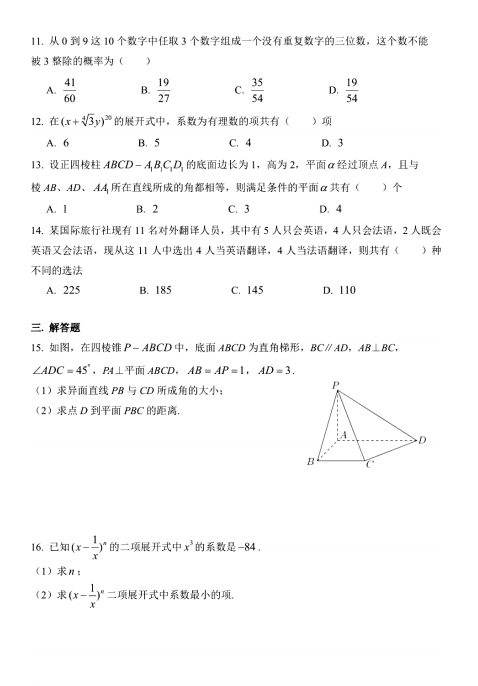 11. 从 0 到 9 这 10 个数字中任取 3 个数字组成一个没有重复数字的三位数，这个数不能
被 3 整除的概率为（　　）
A. 41/60　　B. 19/27　　C. 35/54　　D. 19/54
12. 在 (x+∜3y)²⁰ 的展开式中，系数为有理数的项共有（　　）项
A. 6　　B. 5　　C. 4　　D. 3
13. 设正四棱柱 ABCD－A₁B₁C₁D₁ 的底面边长为 1，高为 2，平面 α 经过顶点 A，且与
棱 AB、AD、AA₁ 所在直线所成的角都相等，则满足条件的平面 α 共有（　　）个
A. 1　　B. 2　　C. 3　　D. 4
14. 某国际旅行社现有 11 名对外翻译人员，其中有 5 人只会英语，4 人只会法语，2 人既会
英语又会法语，现从这 11 人中选出 4 人当英语翻译，4 人当法语翻译，则共有（　　）种
不同的选法
A. 225　　B. 185　　C. 145　　D. 110
三. 解答题
15. 如图，在四棱锥 P－ABCD 中，底面 ABCD 为直角梯形，BC∥AD，AB⊥BC，
∠ADC＝45°，PA⊥平面 ABCD，AB＝AP＝1，AD＝3.
（1）求异面直线 PB 与 CD 所成角的大小；
（2）求点 D 到平面 PBC 的距离.
P
A
D
B
C
16. 已知 (x－1/x)ⁿ 的二项展开式中 x³ 的系数是 －84.
（1）求 n；
（2）求 (x－1/x)ⁿ 二项展开式中系数最小的项.